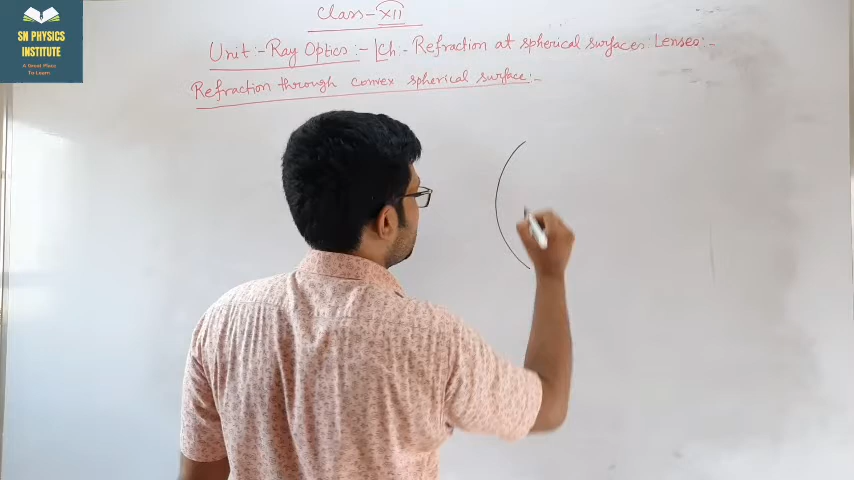 SN PHYSICS
INSTITUTE
A Great Place
To Learn
Class-XII
Unit:- Ray Optics:- Ch:- Refraction at spherical surfaces: Lenses:-
Refraction through convex spherical surface:-